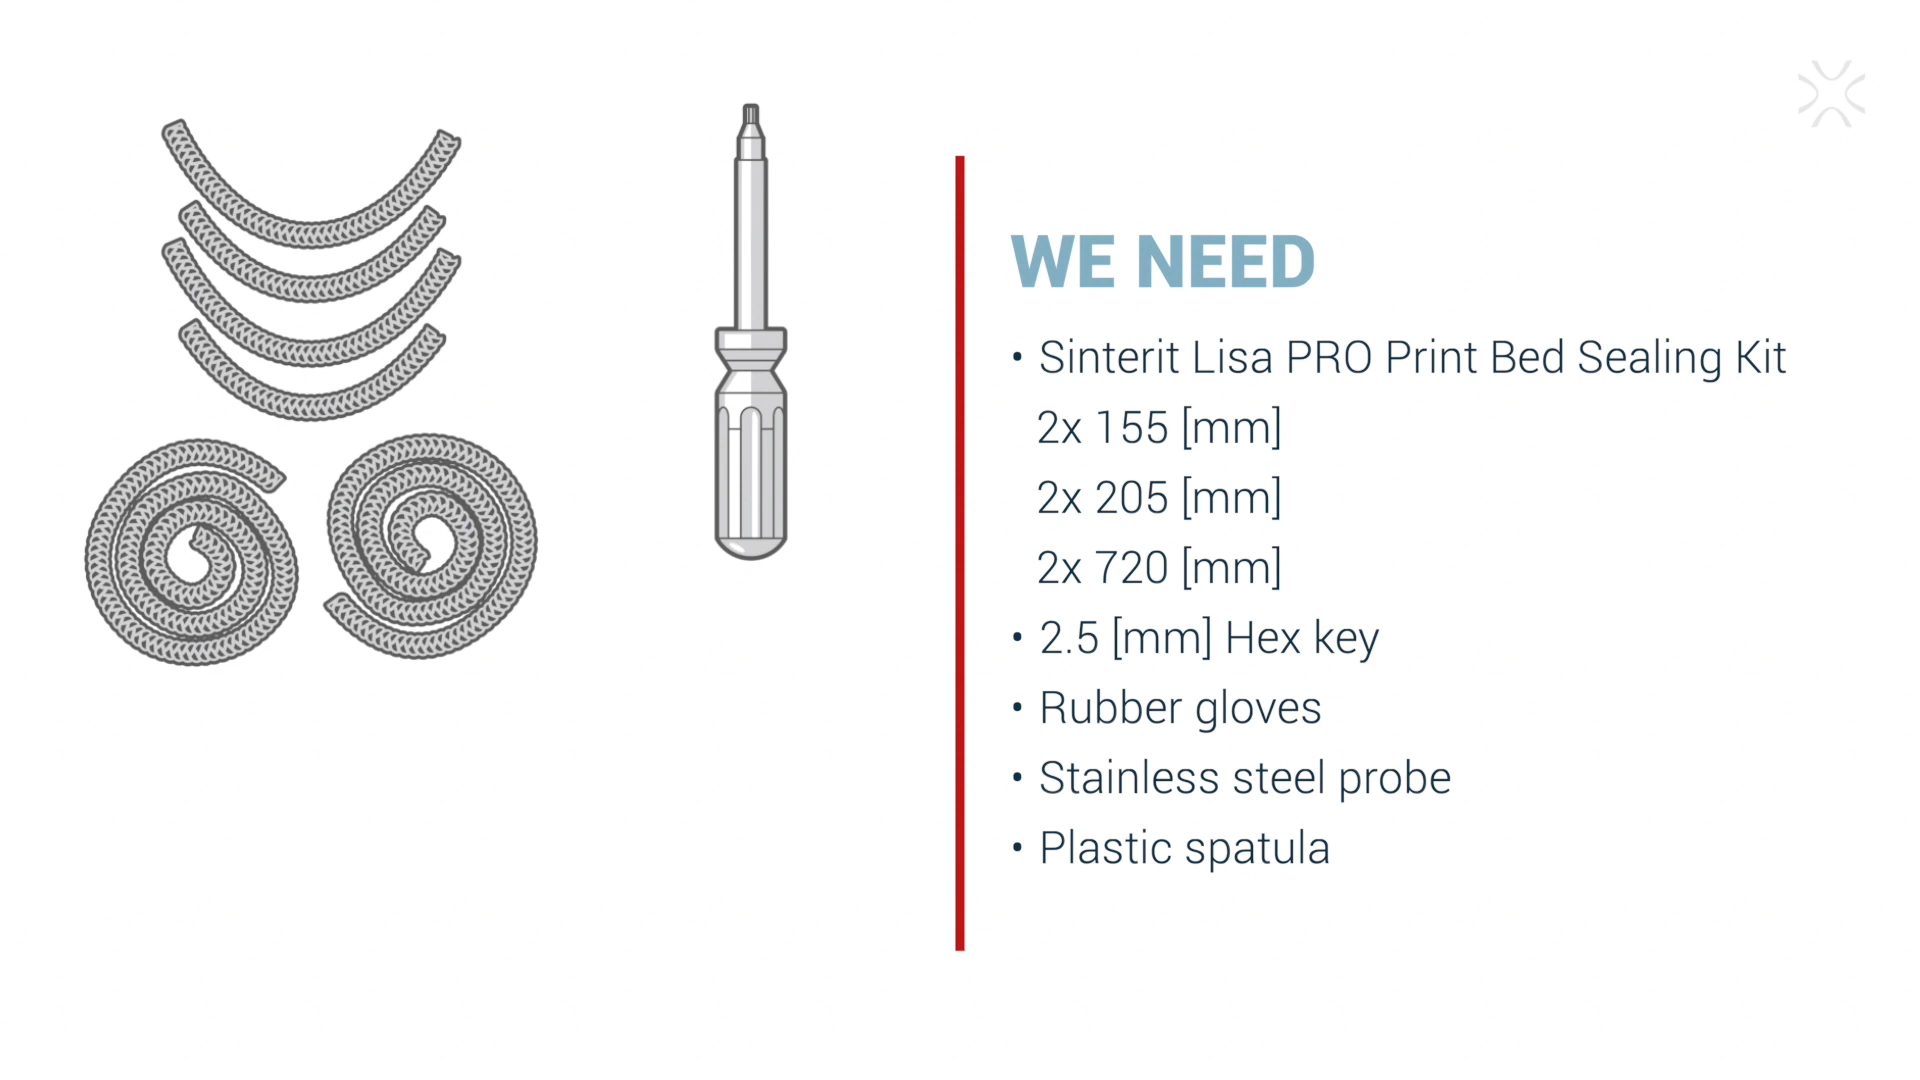 WE NEED
• Sinterit Lisa PRO Print Bed Sealing Kit
2x 155 [mm]
2x 205 [mm]
2x 720 [mm]
• 2.5 [mm] Hex key
• Rubber gloves
• Stainless steel probe
• Plastic spatula